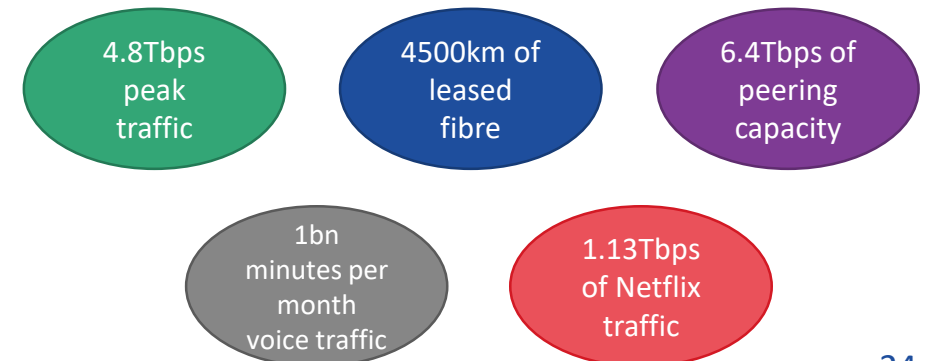 4.8Tbps
peak
traffic
4500km of
leased
fibre
6.4Tbps of
peering
capacity
1bn
minutes per
month
voice traffic
1.13Tbps
of Netflix
traffic